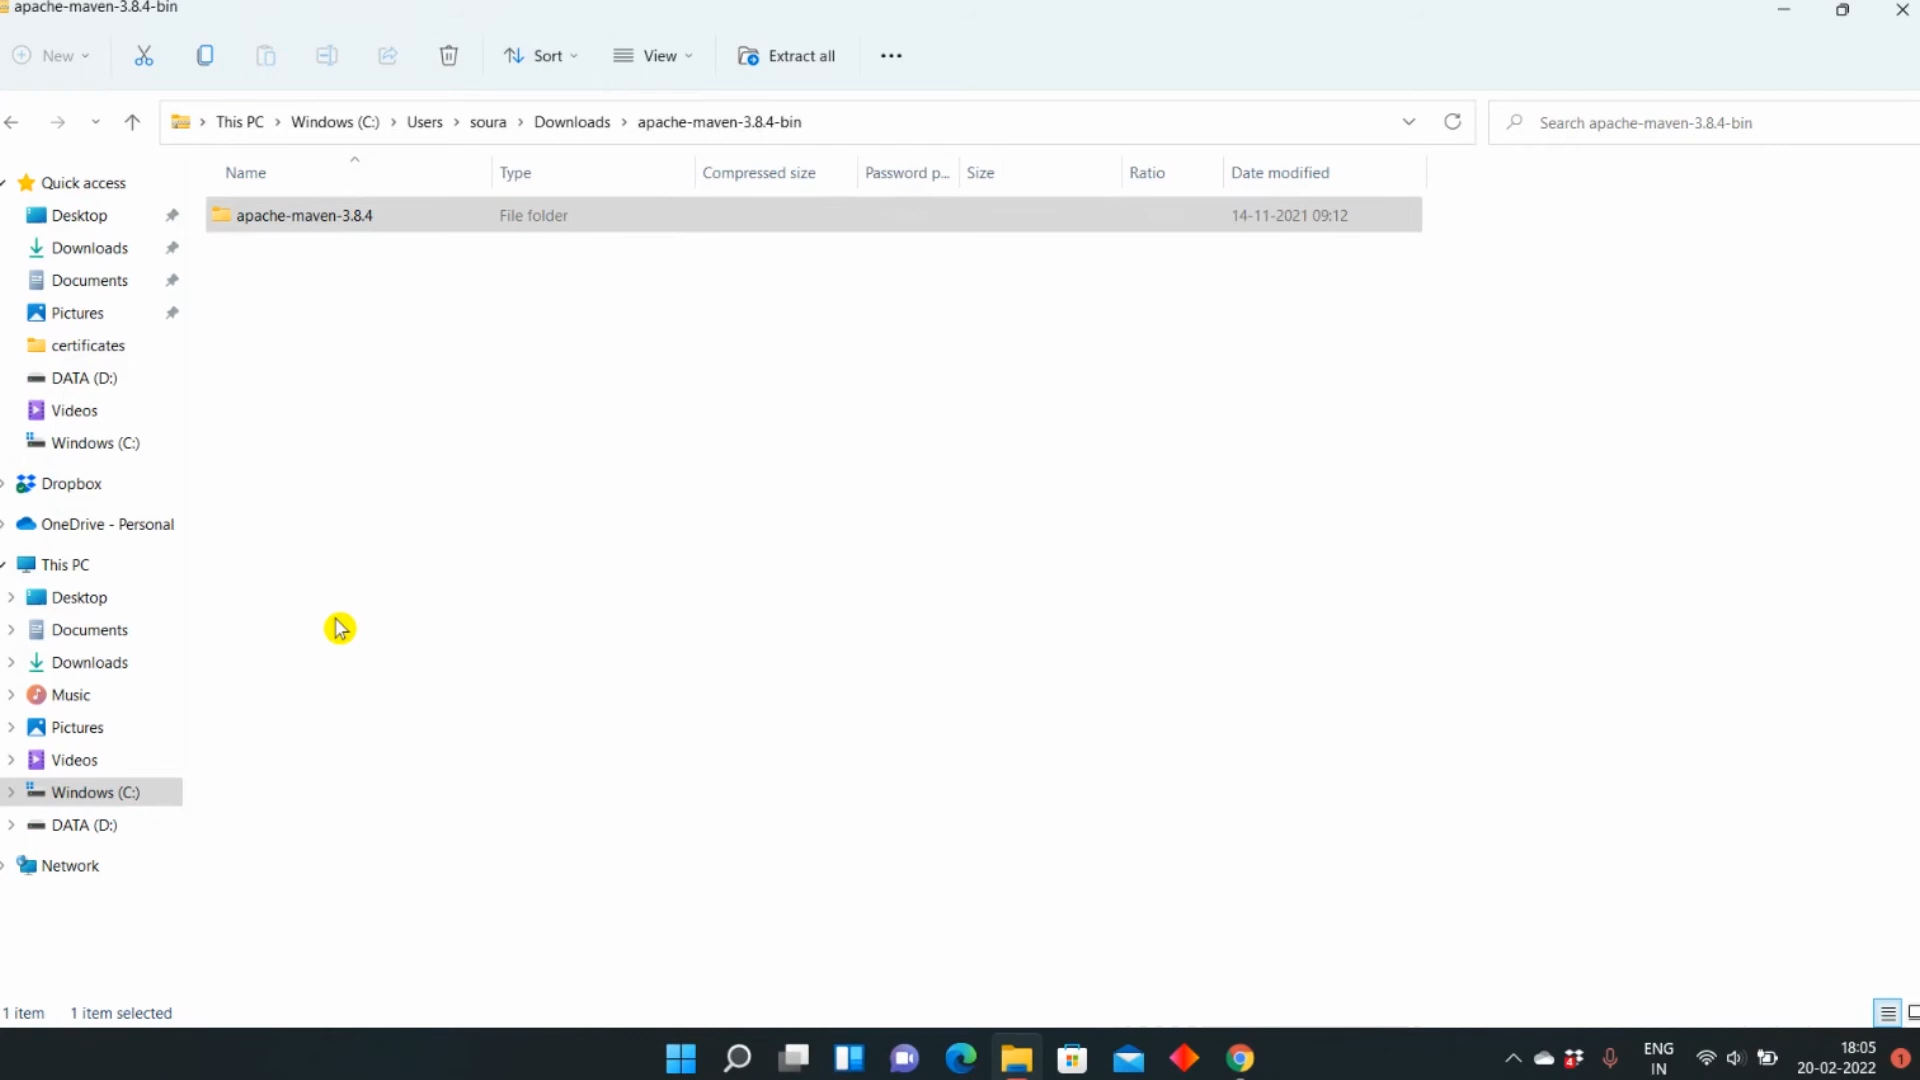 apache-maven-3.8.4-bin
New
Sort
View
Extract all
This PC > Windows (C:) > Users > soura > Downloads > apache-maven-3.8.4-bin
Search apache-maven-3.8.4-bin
Name Type Compressed size Password p... Size Ratio Date modified
apache-maven-3.8.4 File folder 14-11-2021 09:12
Quick access
Desktop
Downloads
Documents
Pictures
certificates
DATA (D:)
Videos
Windows (C:)
Dropbox
OneDrive - Personal
This PC
Desktop
Documents
Downloads
Music
Pictures
Videos
Windows (C:)
DATA (D:)
Network
1 item 1 item selected
ENG
IN
18:05
20-02-2022
1
4